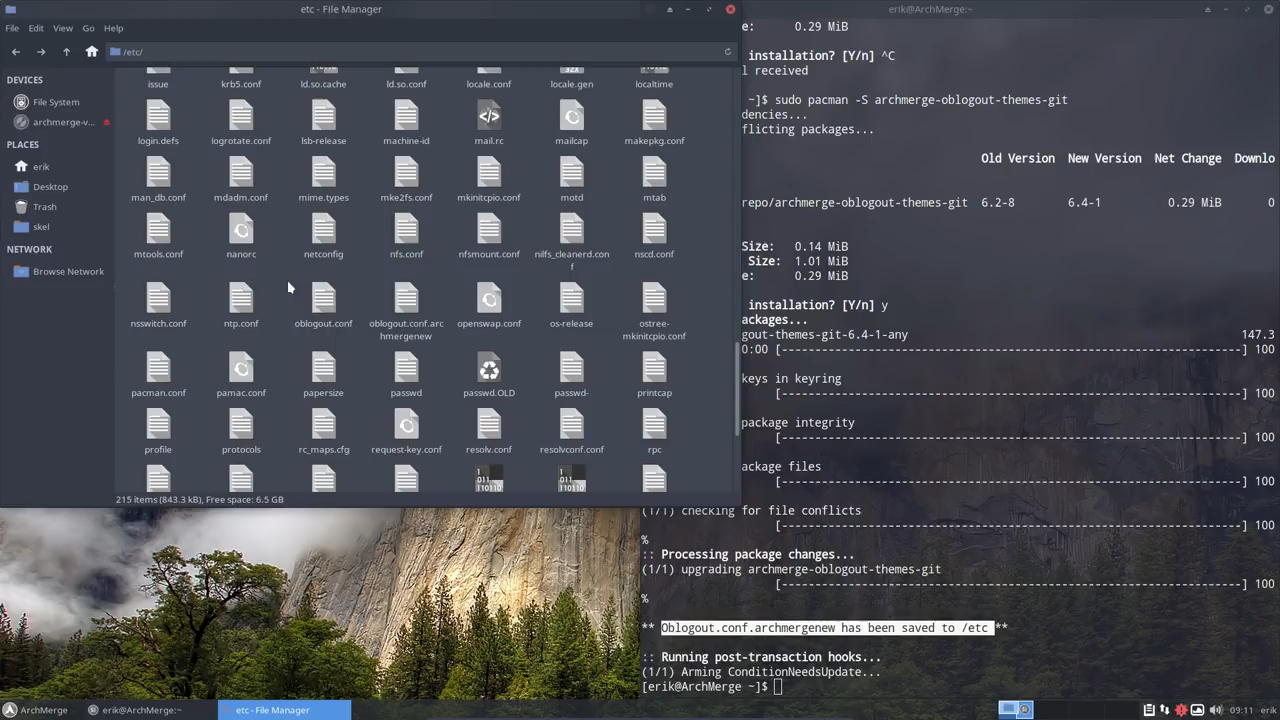 etc - File Manager
File Edit View Go Help
/etc/
DEVICES
File System
archmerge-v...
PLACES
erik
Desktop
Trash
skel
NETWORK
Browse Network
issue krb5.conf ld.so.cache ld.so.conf locale.conf locale.gen localtime
login.defs logrotate.conf lsb-release machine-id mail.rc mailcap makepkg.conf
man_db.conf mdadm.conf mime.types mke2fs.conf mkinitcpio.conf motd mtab
mtools.conf nanorc netconfig nfs.conf nfsmount.conf nilfs_cleanerd.con nscd.conf
f
nsswitch.conf ntp.conf oblogout.conf oblogout.conf.arc openswap.conf os-release ostree-
hmergenew mkinitcpio.conf
pacman.conf pamac.conf papersize passwd passwd.OLD passwd- printcap
profile protocols rc_maps.cfg request-key.conf resolv.conf resolvconf.conf rpc
215 items (843.3 kB), Free space: 6.5 GB
erik@ArchMerge:~
e: 0.29 MiB
installation? [Y/n] ^C
l received
~]$ sudo pacman -S archmerge-oblogout-themes-git
dencies...
flicting packages...
Old Version New Version Net Change Downlo
repo/archmerge-oblogout-themes-git 6.2-8 6.4-1 0.29 MiB 0
Size: 0.14 MiB
Size: 1.01 MiB
e: 0.29 MiB
installation? [Y/n] y
ackages...
gout-themes-git-6.4-1-any 147.3
0:00 [----------------------------------------------------------------------] 100
keys in keyring
[----------------------------------------------------------------------] 100
package integrity
[----------------------------------------------------------------------] 100
ackage files
[----------------------------------------------------------------------] 100
(1/1) checking for file conflicts
[----------------------------------------------------------------------] 100
%
:: Processing package changes...
(1/1) upgrading archmerge-oblogout-themes-git
[----------------------------------------------------------------------] 100
%
** Oblogout.conf.archmergenew has been saved to /etc **
:: Running post-transaction hooks...
(1/1) Arming ConditionNeedsUpdate...
[erik@ArchMerge ~]$
ArchMerge erik@ArchMerge:~ etc - File Manager 09:11 erik